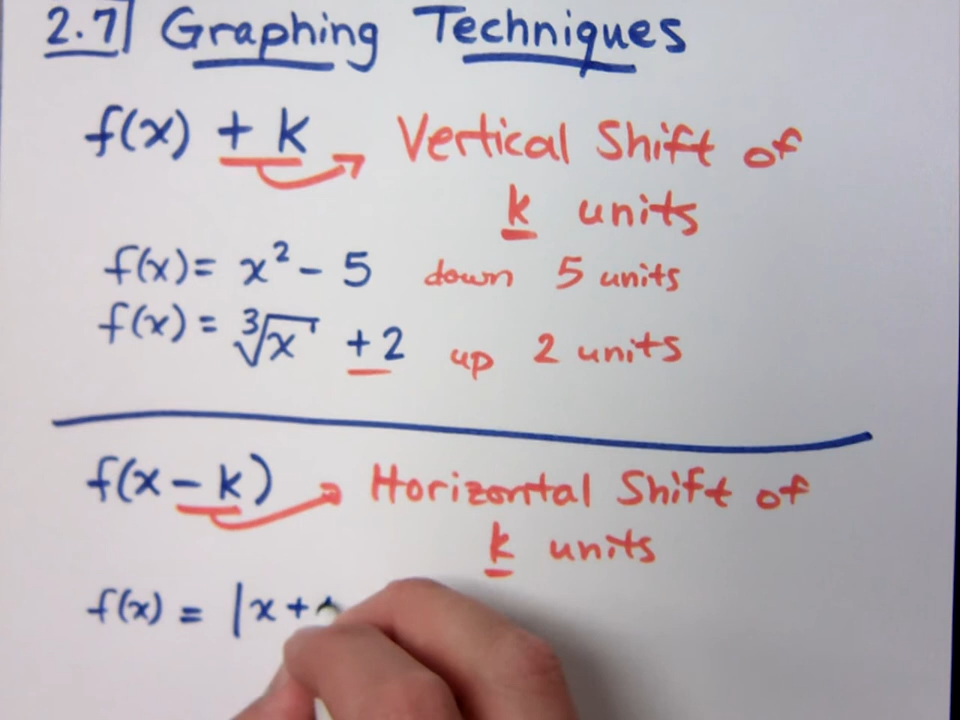 2.7 Graphing Techniques
f(x) + k → Vertical Shift of
k units
f(x) = x² - 5 down 5 units
f(x) = ∛x + 2 up 2 units
f(x - k) → Horizontal Shift of
k units
f(x) = |x +